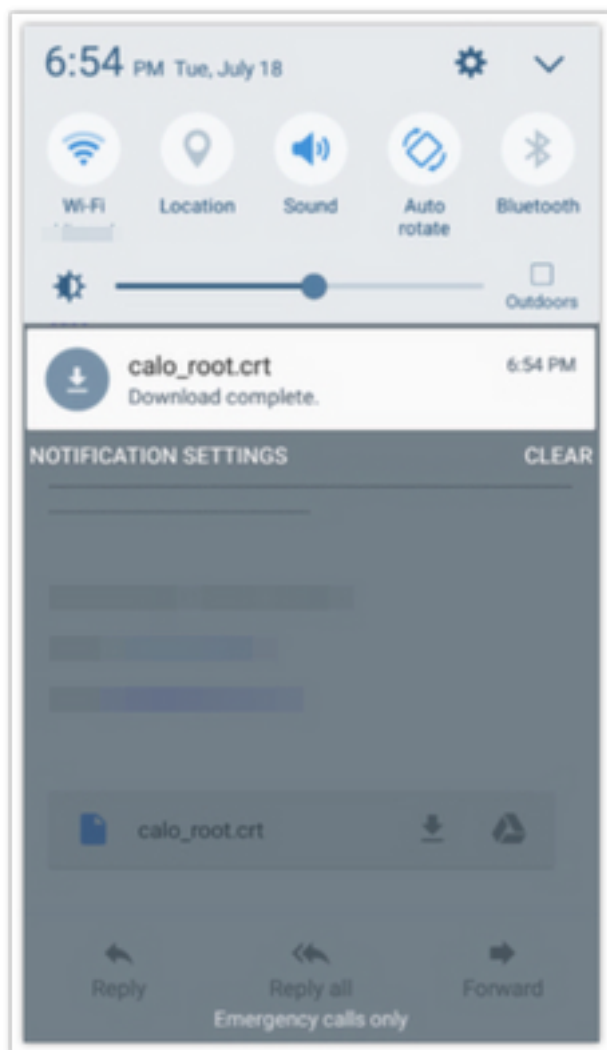 6:54 PM Tue, July 18
Wi-Fi Location Sound Auto rotate Bluetooth
Outdoors
calo_root.crt 6:54 PM
Download complete.
NOTIFICATION SETTINGS CLEAR
calo_root.crt
Reply Reply all Forward
Emergency calls only